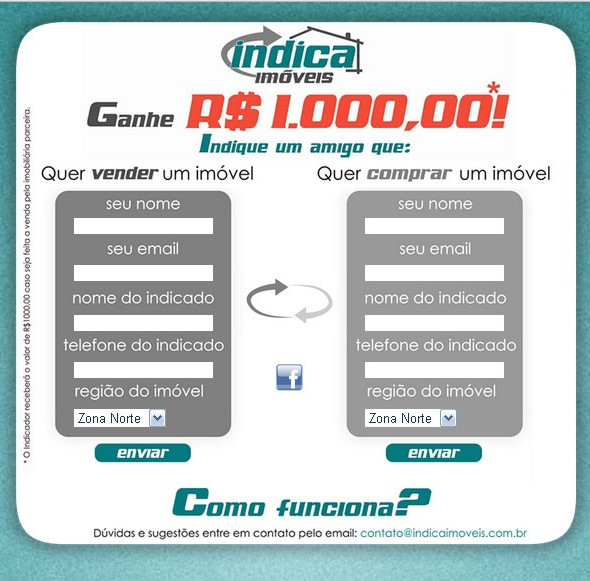 indica
imóveis
Ganhe R$ 1.000,00!*
Indique um amigo que:
Quer vender um imóvel
seu nome
seu email
nome do indicado
telefone do indicado
região do imóvel
Zona Norte
enviar
Quer comprar um imóvel
seu nome
seu email
nome do indicado
telefone do indicado
região do imóvel
Zona Norte
enviar
f
* O Indicador receberá o valor de R$1000,00 caso seja feito a venda pela imobiliária parceira.
Como funciona?
Dúvidas e sugestões entre em contato pelo email: contato@indicaimoveis.com.br